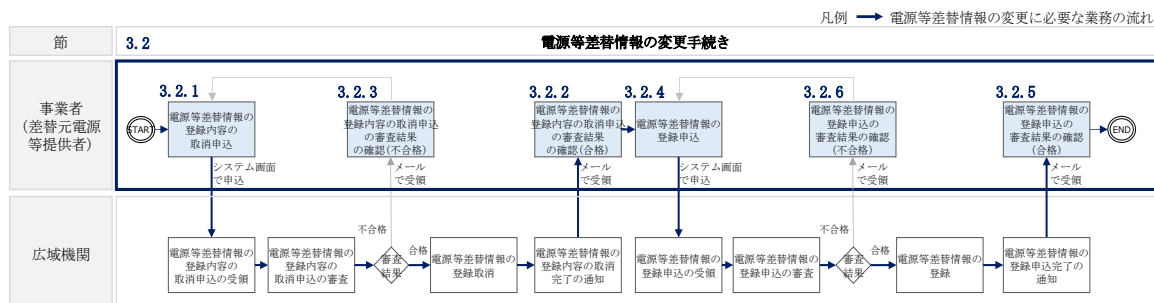 凡例 電源等差替情報の変更に必要な業務の流れ
節
3.2
電源等差替情報の変更手続き
事業者
(差替元電源
等提供者)
START
3.2.1
電源等差替情報の
登録内容の
取消申込
3.2.3
電源等差替情報の
登録内容の取消申込
の審査結果
の確認(不合格)
3.2.2
電源等差替情報の
登録内容の取消申込
の審査結果の
確認(合格)
3.2.4
電源等差替情報の
登録申込
3.2.6
電源等差替情報の
登録申込の
審査結果の確認
(不合格)
3.2.5
電源等差替情報の
登録申込の
審査結果の確認
(合格)
END
システム画面
で申込
メール
で受領
メール
で受領
システム画面
で申込
メール
で受領
メール
で受領
広域機関
電源等差替情報の
登録内容の
取消申込の受領
電源等差替情報の
登録内容の
取消申込の審査
不合格
審査
結果
合格
電源等差替情報の
登録取消
電源等差替情報の
登録内容の取消
完了の通知
電源等差替情報の
登録申込の受領
電源等差替情報の
登録申込の審査
不合格
審査
結果
合格
電源等差替情報の
登録
電源等差替情報の
登録申込完了の
通知